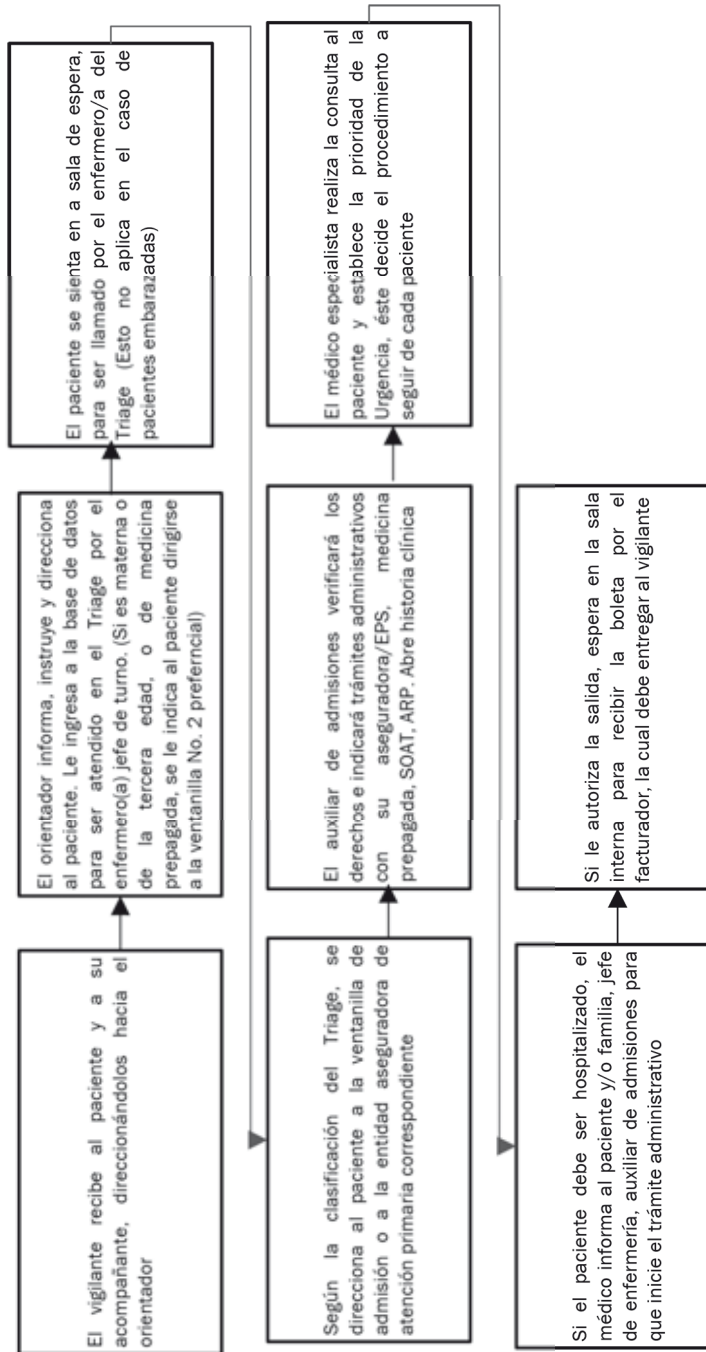 El vigilante recibe al paciente y a su
acompañante, direccionándolos hacia el
orientador
El orientador informa, instruye y direcciona
al paciente. Le ingresa a la base de datos
para ser atendido en el Triage por el
enfermero(a) jefe de turno. (Si es materna o
de la tercera edad, o de medicina
prepagada, se le indica al paciente dirigirse
a la ventanilla No. 2 preferncial)
El paciente se sienta en a sala de espera,
para ser llamado por el enfermero/a del
Triage (Esto no aplica en el caso de
pacientes embarazadas)
Según la clasificación del Triage, se
direcciona al paciente a la ventanilla de
admisión o a la entidad aseguradora de
atención primaria correspondiente
El auxiliar de admisiones verificará los
derechos e indicará trámites administrativos
con su aseguradora/EPS, medicina
prepagada, SOAT, ARP. Abre historia clínica
El médico especialista realiza la consulta al
paciente y establece la prioridad de la
Urgencia, éste decide el procedimiento a
seguir de cada paciente
Si el paciente debe ser hospitalizado, el
médico informa al paciente y/o familia, jefe
de enfermería, auxiliar de admisiones para
que inicie el trámite administrativo
Si le autoriza la salida, espera en la sala
interna para recibir la boleta por el
facturador, la cual debe entregar al vigilante